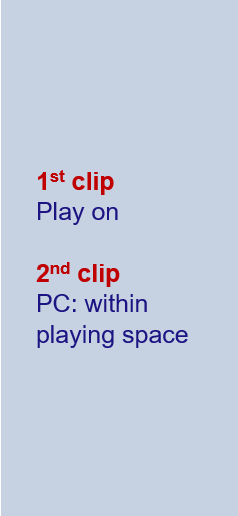 1st clip
Play on
2nd clip
PC: within
playing space